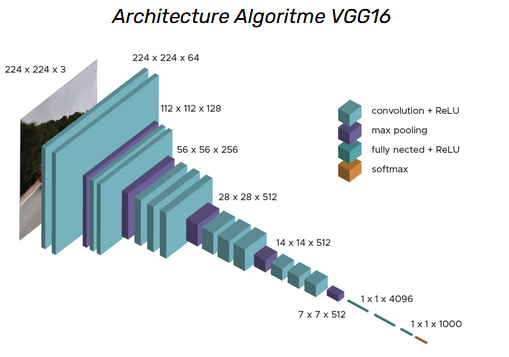 Architecture Algoritme VGG16
224 x 224 x 3
224 x 224 x 64
112 x 112 x 128
56 x 56 x 256
28 x 28 x 512
14 x 14 x 512
7 x 7 x 512
1 x 1 x 4096
1 x 1 x 1000
convolution + ReLU
max pooling
fully nected + ReLU
softmax